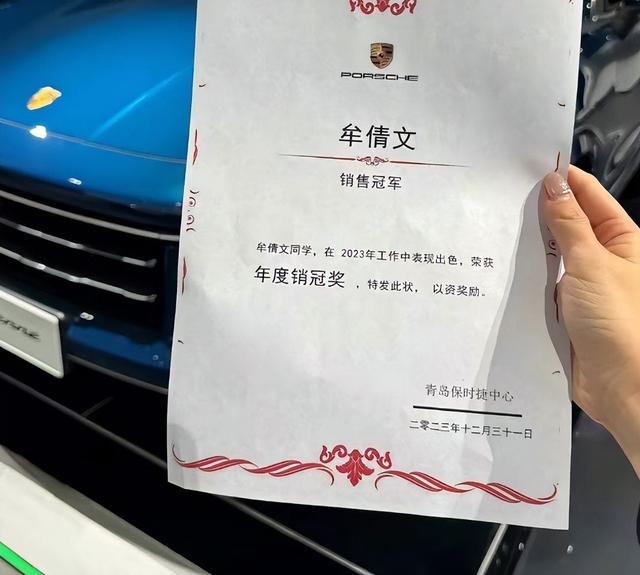 PORSCHE
牟倩文
销售冠军
牟倩文同学，在 2023年工作中表现出色，荣获
年度销冠奖 ，特发此状， 以资奖励。
青岛保时捷中心
二零二三年十二月三十一日